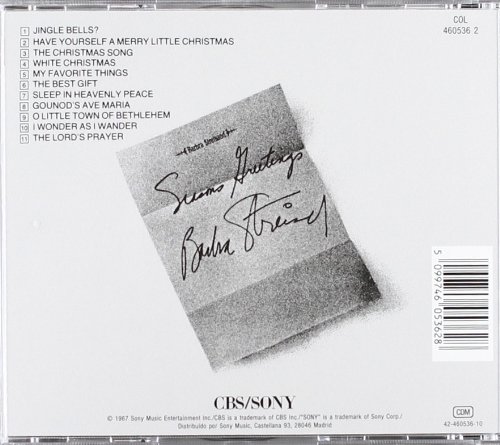 COL
460536 2
1 JINGLE BELLS?
2 HAVE YOURSELF A MERRY LITTLE CHRISTMAS
3 THE CHRISTMAS SONG
4 WHITE CHRISTMAS
5 MY FAVORITE THINGS
6 THE BEST GIFT
7 SLEEP IN HEAVENLY PEACE
8 GOUNOD'S AVE MARIA
9 O LITTLE TOWN OF BETHLEHEM
10 I WONDER AS I WANDER
11 THE LORD'S PRAYER
Barbra Streisand
Seasons Greetings
Barbra Streisand
5 099746 053628
CBS/SONY
© 1967 Sony Music Entertainment Inc./CBS is a trademark of CBS Inc./"SONY" is a trademark of Sony Corp./
Distribuido por Sony Music, Castellana 93, 28046 Madrid
CDM
42-460536-10